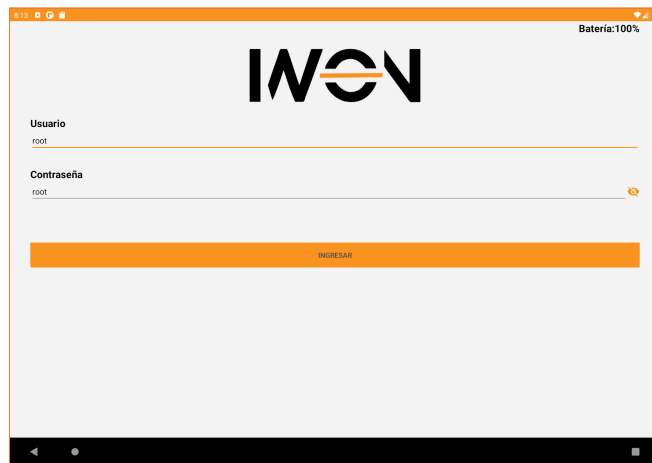 8:13
Batería:100%
IWON
Usuario
root
Contraseña
root
INGRESAR